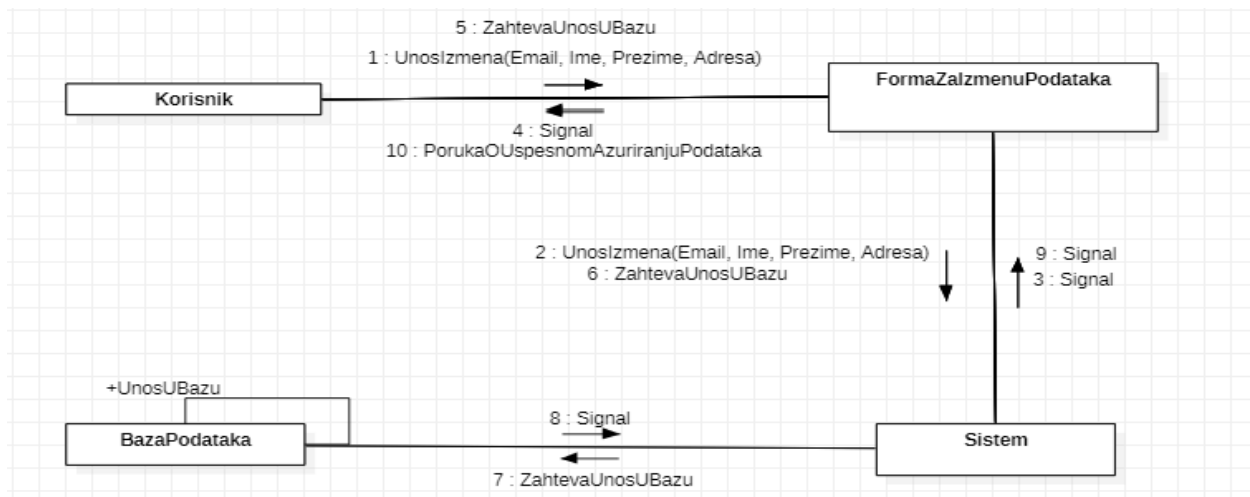 5 : ZahtevaUnosUBazu
1 : UnosIzmena(Email, Ime, Prezime, Adresa)
Korisnik
FormaZaIzmenuPodataka
4 : Signal
10 : PorukaOUspesnomAzuriranjuPodataka
2 : UnosIzmena(Email, Ime, Prezime, Adresa)
6 : ZahtevaUnosUBazu
9 : Signal
3 : Signal
+UnosUBazu
BazaPodataka
8 : Signal
7 : ZahtevaUnosUBazu
Sistem